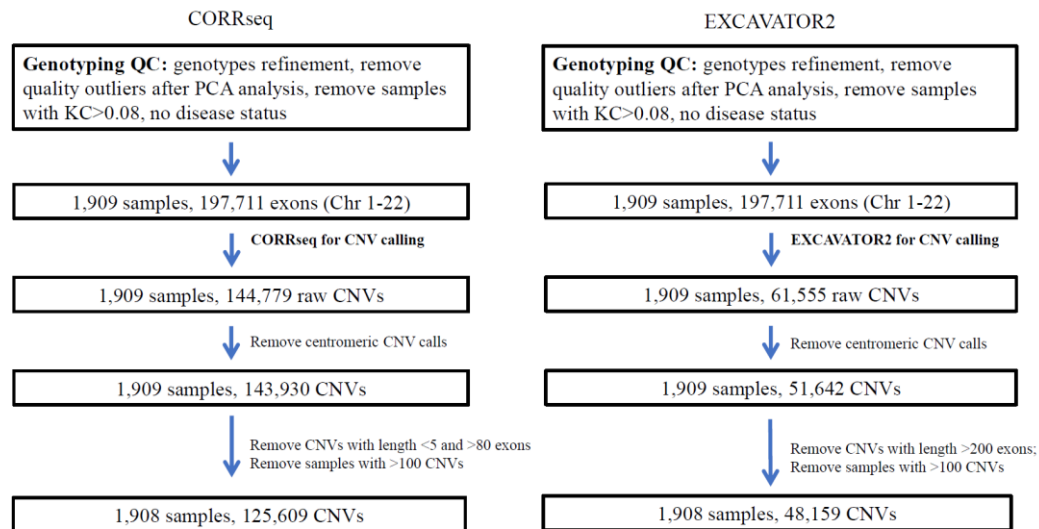 CORRseq
Genotyping QC: genotypes refinement, remove
quality outliers after PCA analysis, remove samples
with KC>0.08, no disease status
1,909 samples, 197,711 exons (Chr 1-22)
CORRseq for CNV calling
1,909 samples, 144,779 raw CNVs
Remove centromeric CNV calls
1,909 samples, 143,930 CNVs
Remove CNVs with length <5 and >80 exons
Remove samples with >100 CNVs
1,908 samples, 125,609 CNVs
EXCAVATOR2
Genotyping QC: genotypes refinement, remove
quality outliers after PCA analysis, remove samples
with KC>0.08, no disease status
1,909 samples, 197,711 exons (Chr 1-22)
EXCAVATOR2 for CNV calling
1,909 samples, 61,555 raw CNVs
Remove centromeric CNV calls
1,909 samples, 51,642 CNVs
Remove CNVs with length >200 exons;
Remove samples with >100 CNVs
1,908 samples, 48,159 CNVs